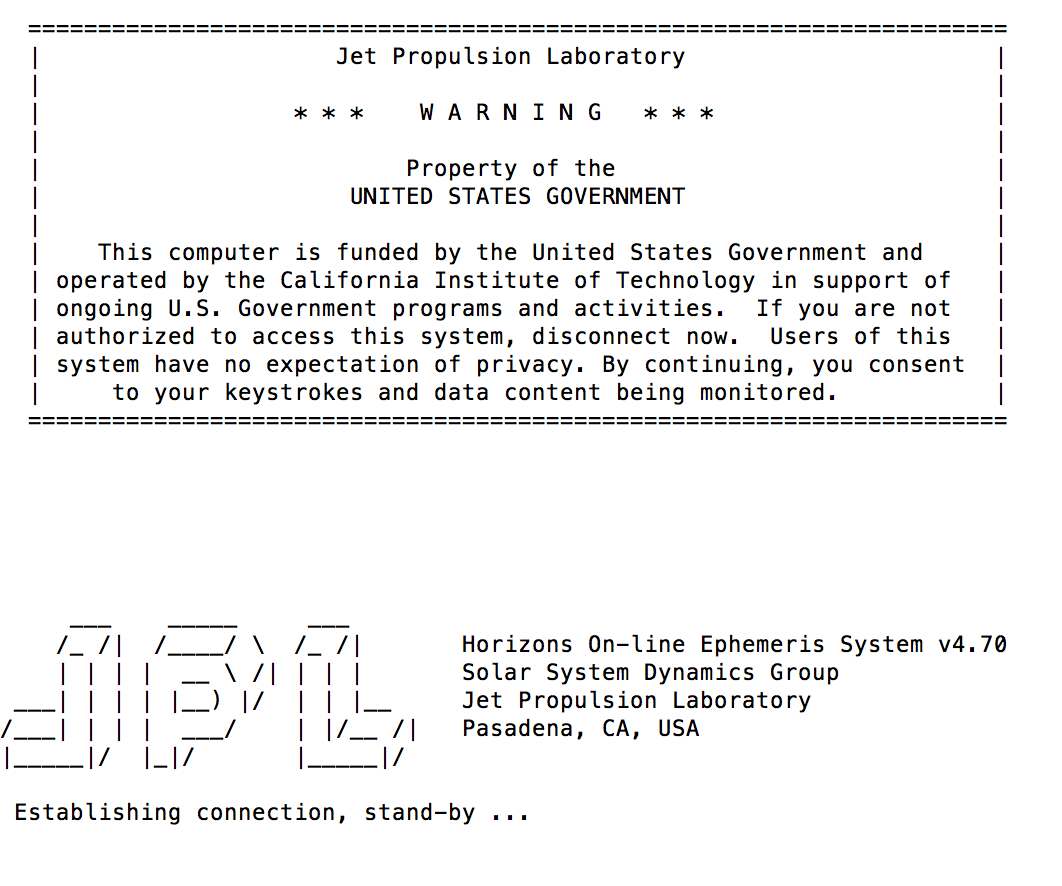 Jet Propulsion Laboratory
* * *    W A R N I N G   * * *
Property of the
UNITED STATES GOVERNMENT
This computer is funded by the United States Government and
operated by the California Institute of Technology in support of
ongoing U.S. Government programs and activities.  If you are not
authorized to access this system, disconnect now.  Users of this
system have no expectation of privacy. By continuing, you consent
to your keystrokes and data content being monitored.
JPL
Horizons On-line Ephemeris System v4.70
Solar System Dynamics Group
Jet Propulsion Laboratory
Pasadena, CA, USA
Establishing connection, stand-by ...